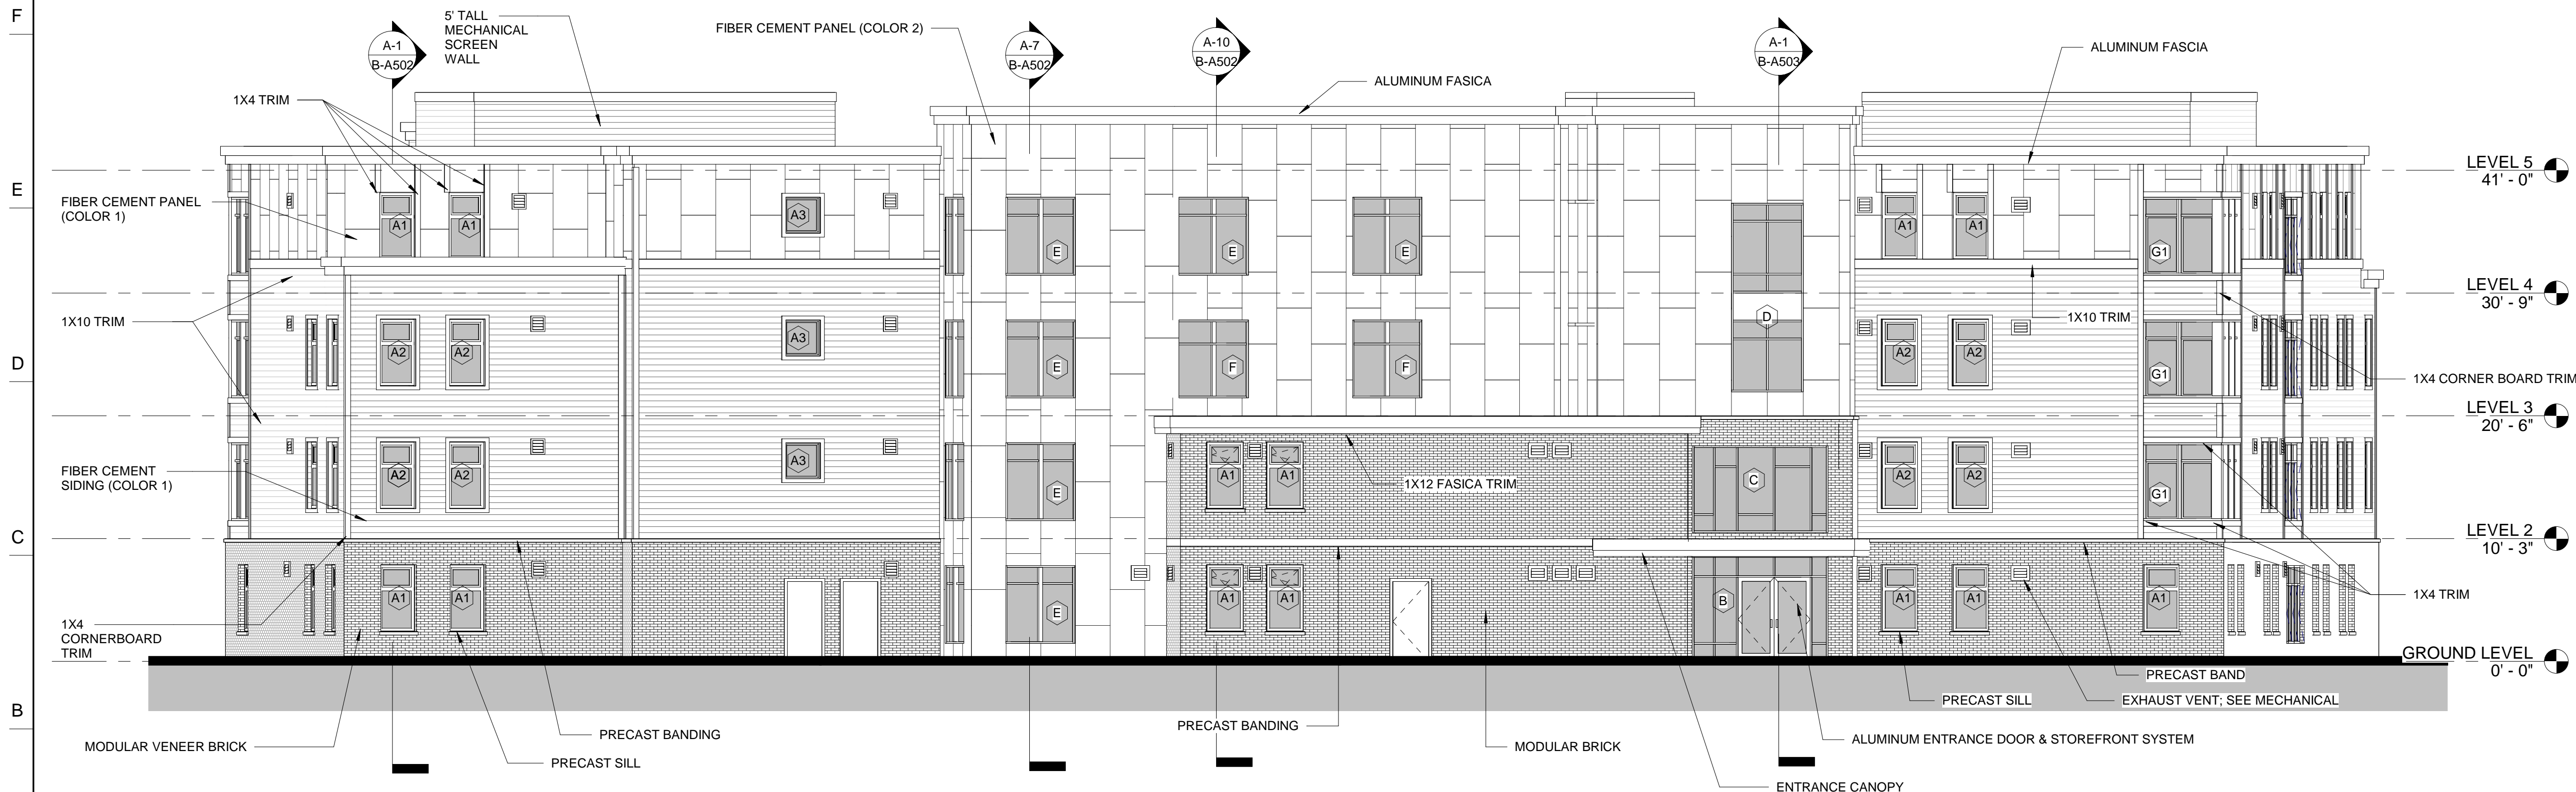 F
E
D
C
B
5' TALL
MECHANICAL
SCREEN
WALL
FIBER CEMENT PANEL (COLOR 2)
A-1
B-A502
A-7
B-A502
A-10
B-A502
A-1
B-A503
ALUMINUM FASCIA
ALUMINUM FASICA
1X4 TRIM
FIBER CEMENT PANEL
(COLOR 1)
1X10 TRIM
FIBER CEMENT
SIDING (COLOR 1)
1X4
CORNERBOARD
TRIM
MODULAR VENEER BRICK
PRECAST SILL
PRECAST BANDING
A1
A1
A3
E
E
E
A1
A1
G1
A2
A2
A3
E
F
F
D
A2
A2
G1
A2
A2
A3
E
A1
A1
C
A2
A2
G1
A1
A1
E
A1
A1
B
A1
A1
A1
1X10 TRIM
1X12 FASICA TRIM
LEVEL 5
41' - 0"
LEVEL 4
30' - 9"
1X4 CORNER BOARD TRIM
LEVEL 3
20' - 6"
LEVEL 2
10' - 3"
1X4 TRIM
GROUND LEVEL
0' - 0"
PRECAST BAND
PRECAST SILL
EXHAUST VENT; SEE MECHANICAL
PRECAST BANDING
MODULAR BRICK
ALUMINUM ENTRANCE DOOR & STOREFRONT SYSTEM
ENTRANCE CANOPY